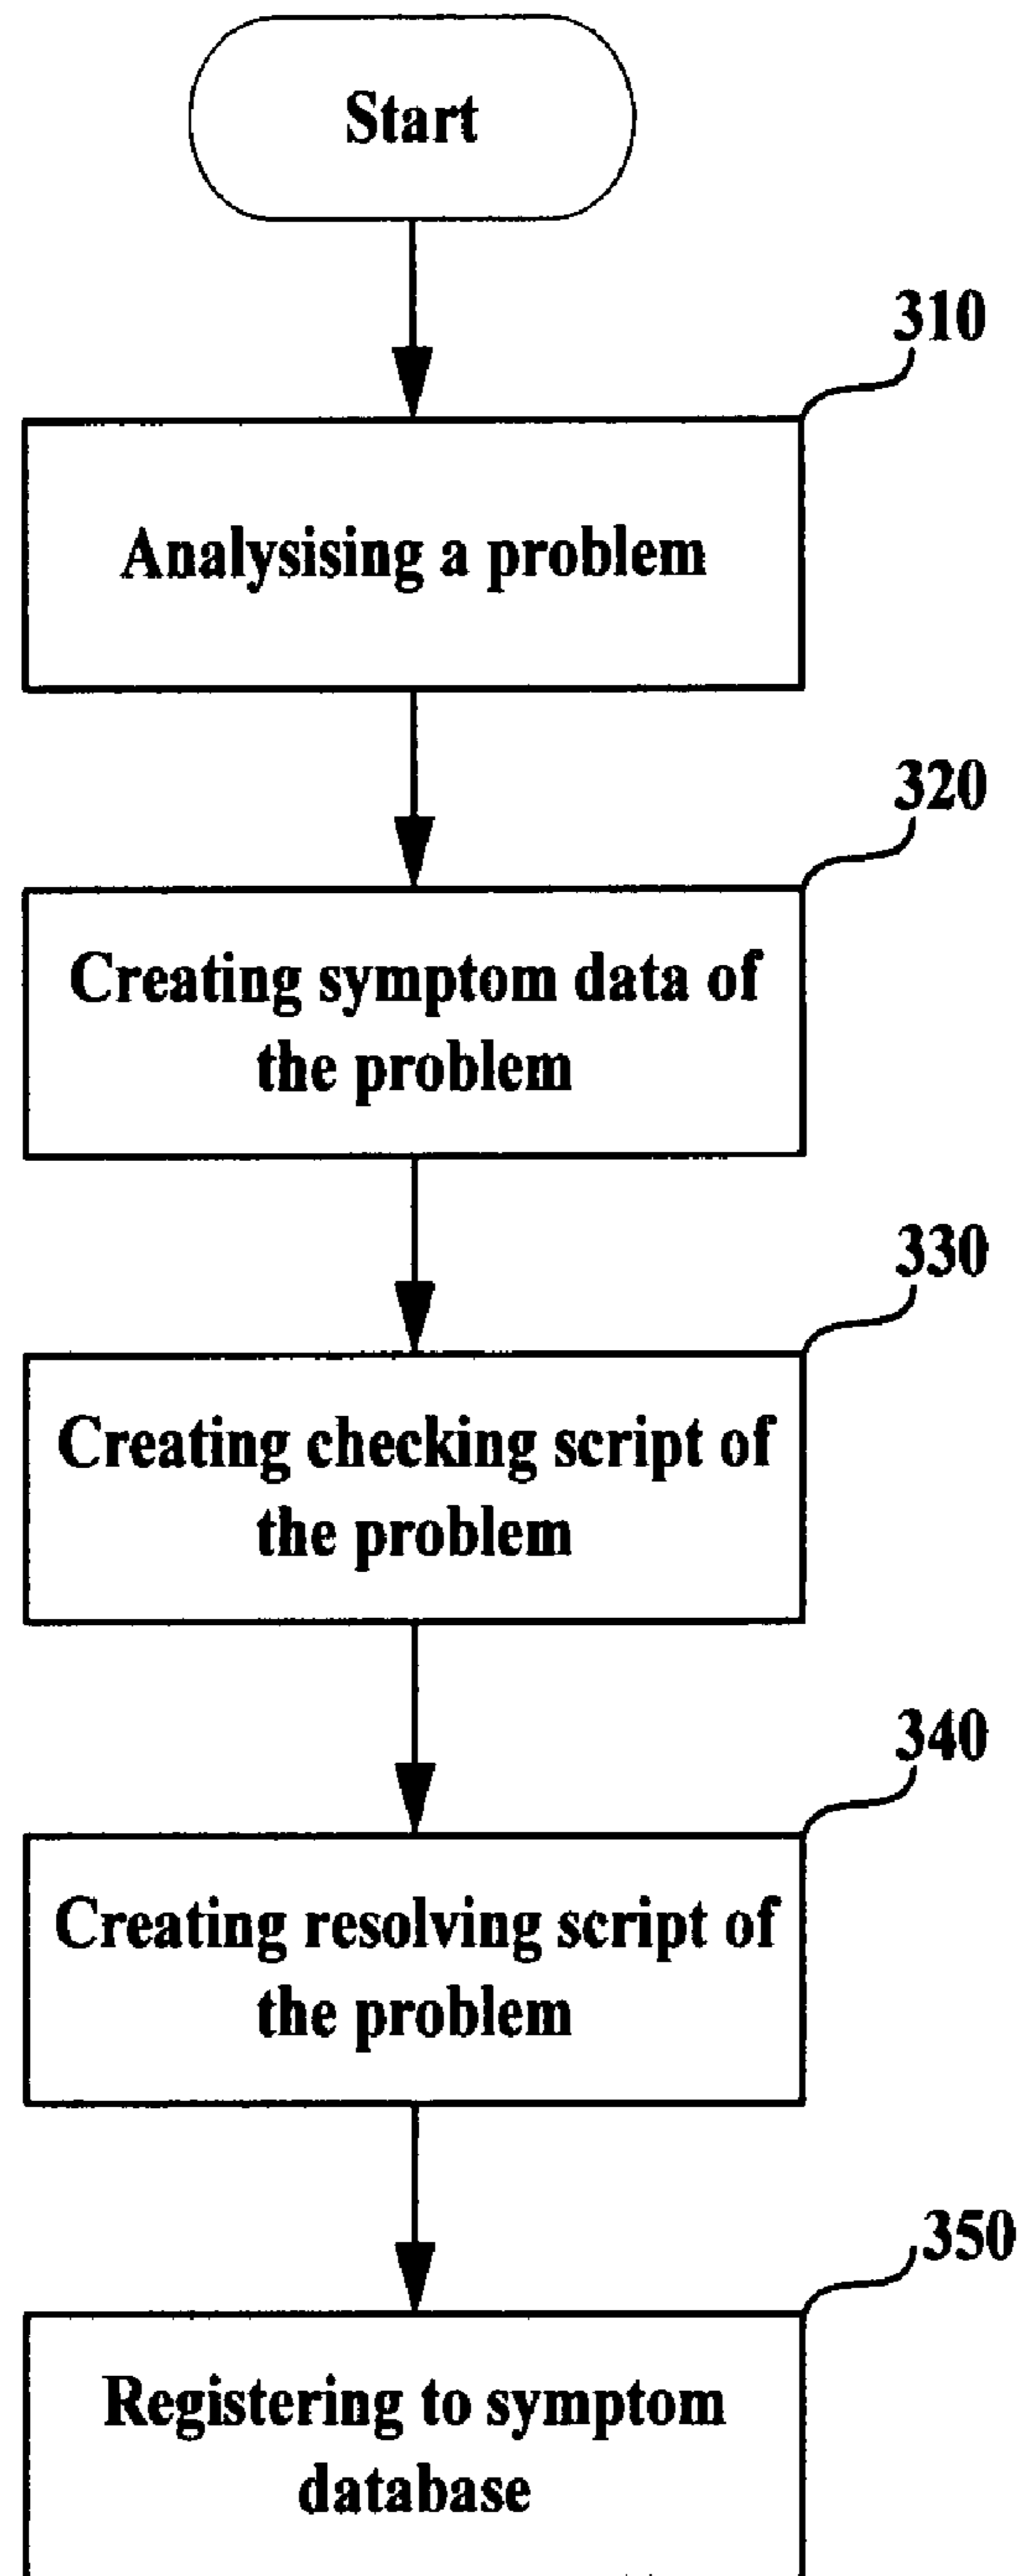 Start
310
Analysising a problem
320
Creating symptom data of
the problem
330
Creating checking script of
the problem
340
Creating resolving script of
the problem
350
Registering to symptom
database